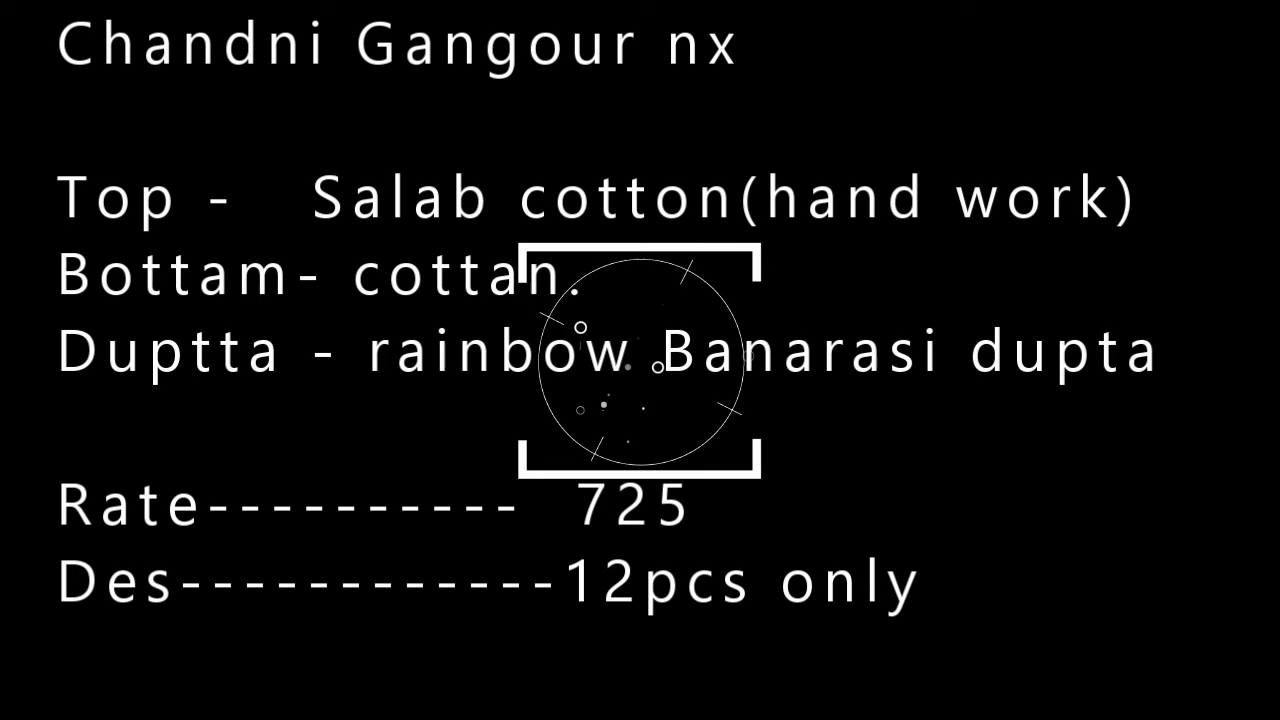 Chandni Gangour nx
Top - Salab cotton(hand work)
Bottam- cottan.
Duptta - rainbow Banarasi dupta
Rate---------- 725
Des------------12pcs only